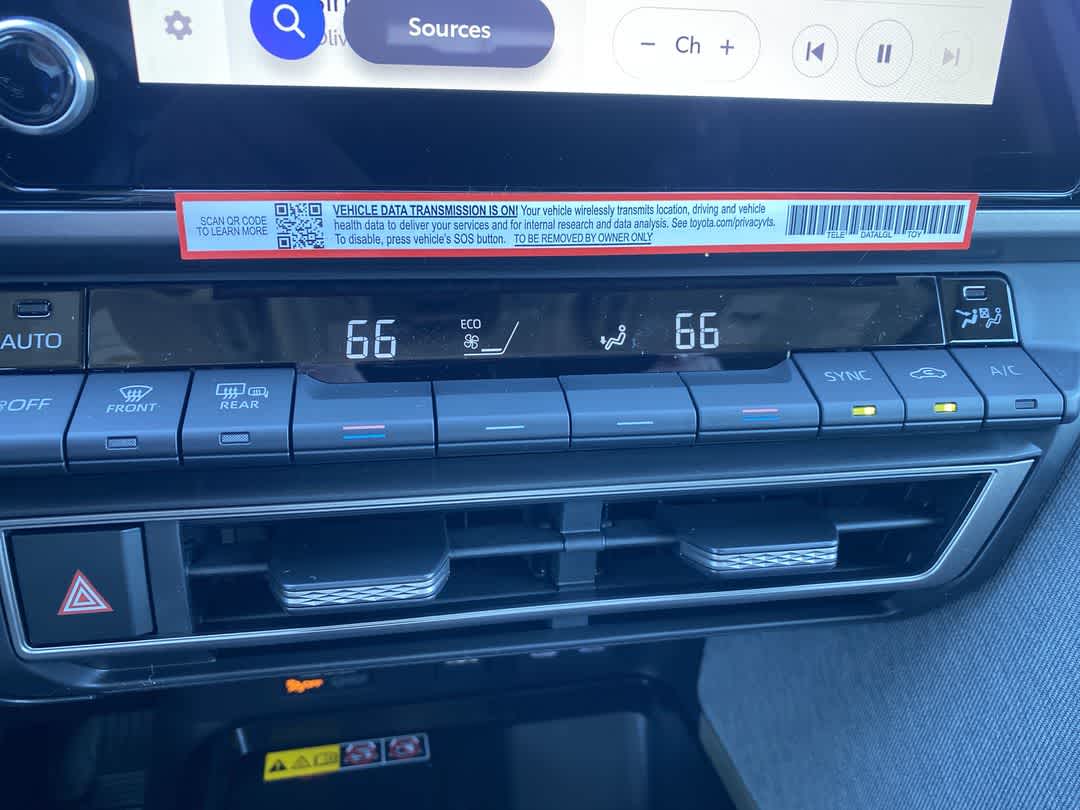 Sources
− Ch +
SCAN QR CODE
TO LEARN MORE
VEHICLE DATA TRANSMISSION IS ON! Your vehicle wirelessly transmits location, driving and vehicle
health data to deliver your services and for internal research and data analysis. See toyota.com/privacyvts.
To disable, press vehicle's SOS button. TO BE REMOVED BY OWNER ONLY
TELE DATALGL TOY
AUTO
66
ECO
66
OFF
FRONT
REAR
SYNC
A/C